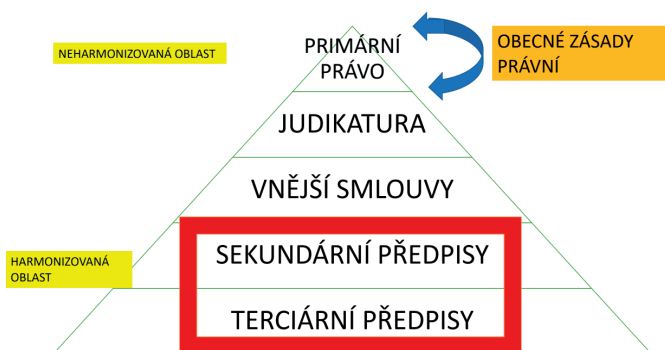 NEHARMONIZOVANÁ OBLAST
PRIMÁRNÍ
PRÁVO
OBECNÉ ZÁSADY
PRÁVNÍ
JUDIKATURA
VNĚJŠÍ SMLOUVY
HARMONIZOVANÁ
OBLAST
SEKUNDÁRNÍ PŘEDPISY
TERCIÁRNÍ PŘEDPISY